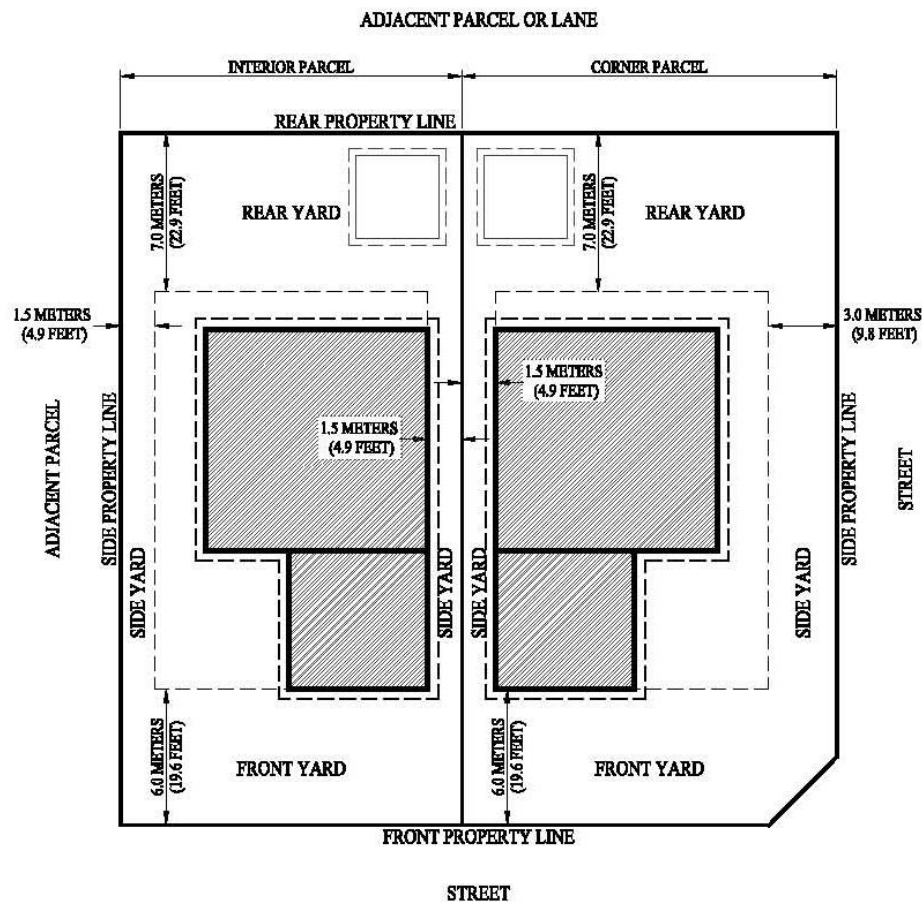 ADJACENT PARCEL OR LANE
INTERIOR PARCEL
CORNER PARCEL
REAR PROPERTY LINE
7.0 METERS
(22.9 FEET)
REAR YARD
7.0 METERS
(22.9 FEET)
REAR YARD
1.5 METERS
(4.9 FEET)
3.0 METERS
(9.8 FEET)
1.5 METERS
(4.9 FEET)
1.5 METERS
(4.9 FEET)
ADJACENT PARCEL
SIDE PROPERTY LINE
SIDE YARD
SIDE YARD
SIDE YARD
SIDE YARD
SIDE PROPERTY LINE
STREET
6.0 METERS
(19.6 FEET)
FRONT YARD
6.0 METERS
(19.6 FEET)
FRONT YARD
FRONT PROPERTY LINE
STREET